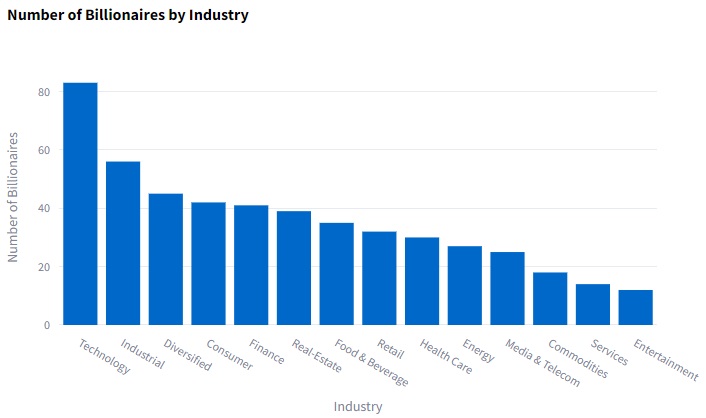 Number of Billionaires by Industry
Number of Billionaires
80
60
40
20
0
Technology
Industrial
Diversified
Consumer
Finance
Real-Estate
Food & Beverage
Retail
Health Care
Energy
Media & Telecom
Commodities
Services
Entertainment
Industry